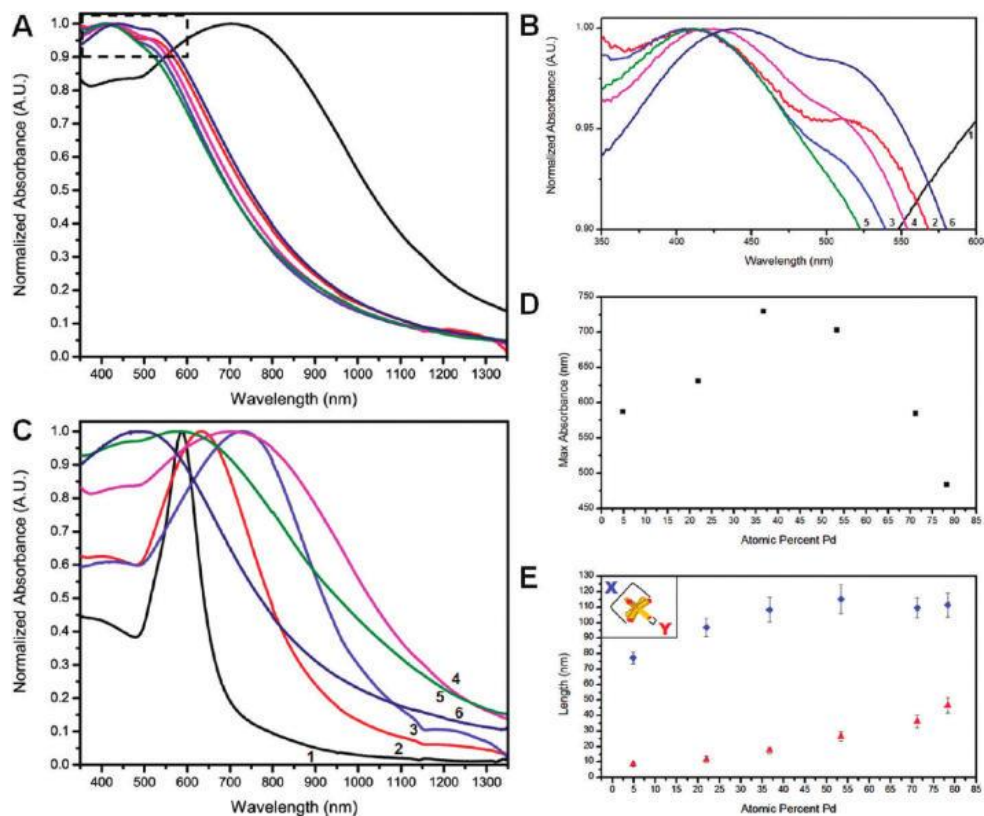 A
1.0
0.9
0.8
0.7
0.6
0.5
0.4
0.3
0.2
0.1
0.0
Normalized Absorbance (A.U.)
400 500 600 700 800 900 1000 1100 1200 1300
Wavelength (nm)
B
1.00
0.95
0.90
Normalized Absorbance (A.U.)
1
5 3 4 2 6
350 400 450 500 550 600
Wavelength (nm)
C
1.0
0.9
0.8
0.7
0.6
0.5
0.4
0.3
0.2
0.1
0.0
Normalized Absorbance (A.U.)
4
5
6
3
2
1
400 500 600 700 800 900 1000 1100 1200 1300
Wavelength (nm)
D
750
700
650
600
550
500
450
Max Absorbance (nm)
0 5 10 15 20 25 30 35 40 45 50 55 60 65 70 75 80 85
Atomic Percent Pd
E
130
120
110
100
90
80
70
60
50
40
30
20
10
0
Length (nm)
X
Y
0 5 10 15 20 25 30 35 40 45 50 55 60 65 70 75 80 85
Atomic Percent Pd